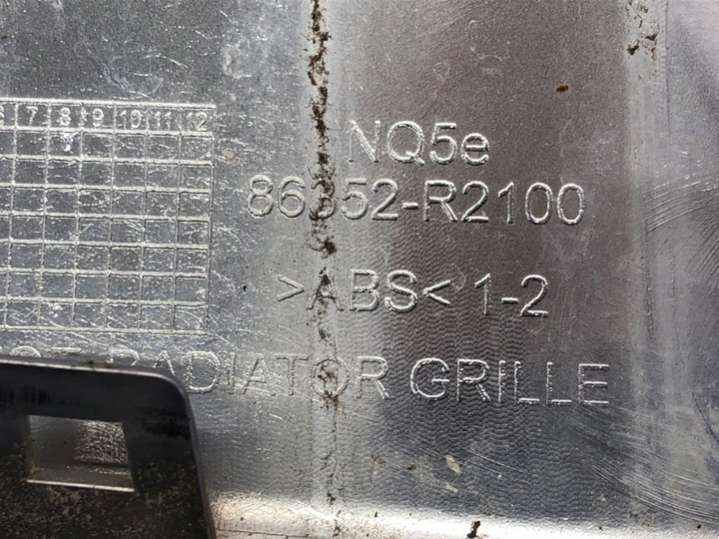 7 8 9 10 11 12
NQ5e
86352-R2100
>ABS< 1-2
RADIATOR GRILLE